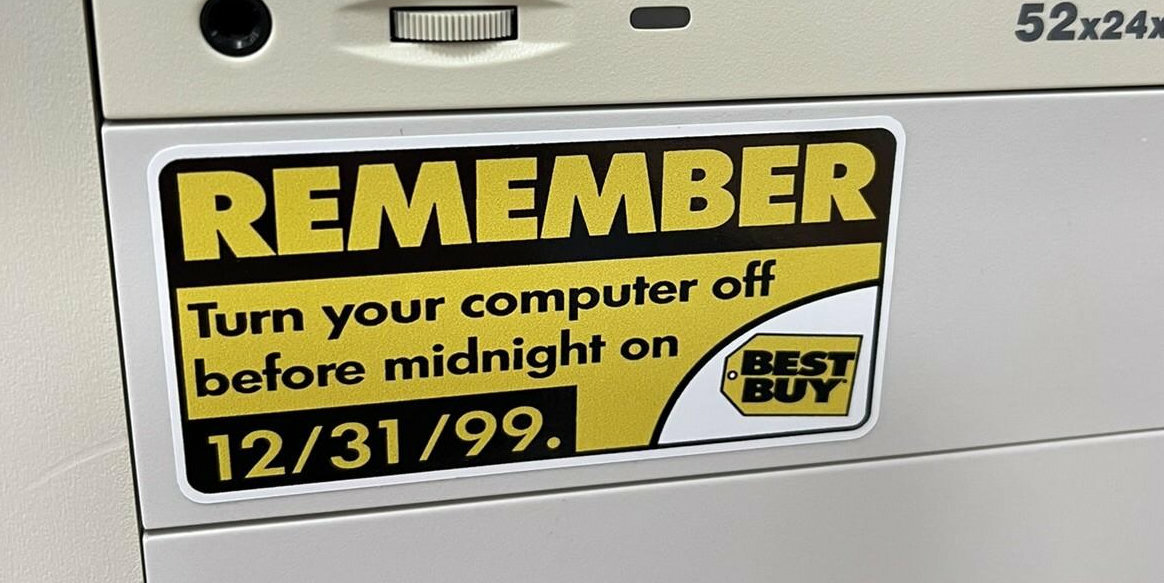 52x24x
REMEMBER
Turn your computer off
before midnight on
12/31/99.
BEST
BUY